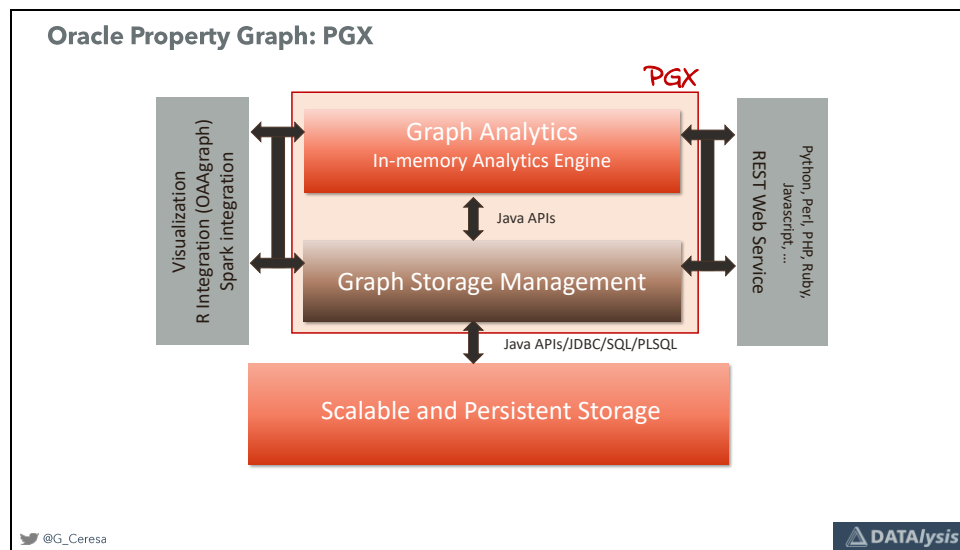 Oracle Property Graph: PGX
PGX
Graph Analytics
In-memory Analytics Engine
Java APIs
Graph Storage Management
Java APIs/JDBC/SQL/PLSQL
Scalable and Persistent Storage
Visualization
R Integration (OAAgraph)
Spark integration
REST Web Service
Python, Perl, PHP, Ruby,
Javascript, ...
@G_Ceresa
DATAlysis